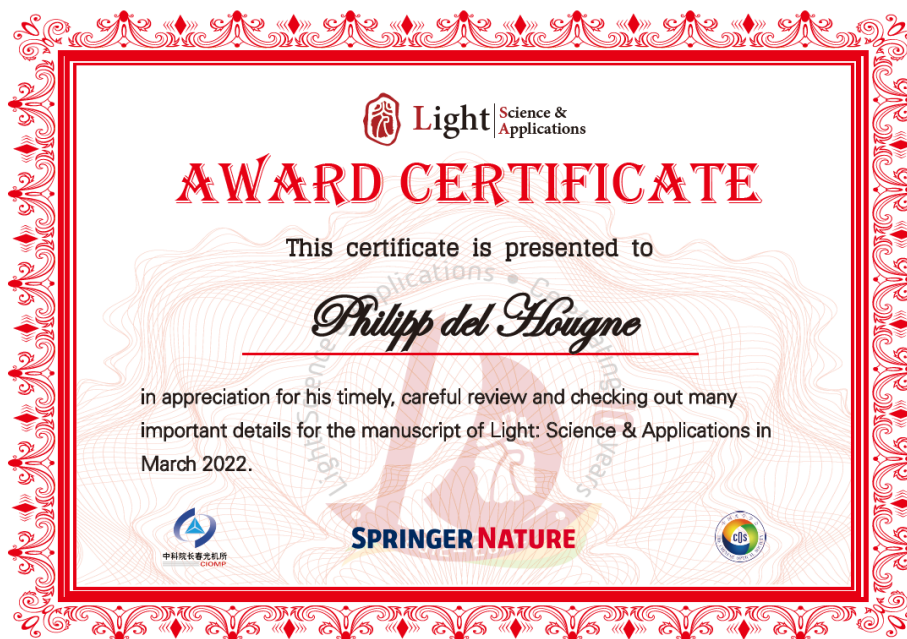 Light Science & Applications
AWARD CERTIFICATE
This certificate is presented to
Philipp del Hougne
in appreciation for his timely, careful review and checking out many
important details for the manuscript of Light: Science & Applications in
March 2022.
中科院长春光机所
CIOMP
SPRINGER NATURE
COS